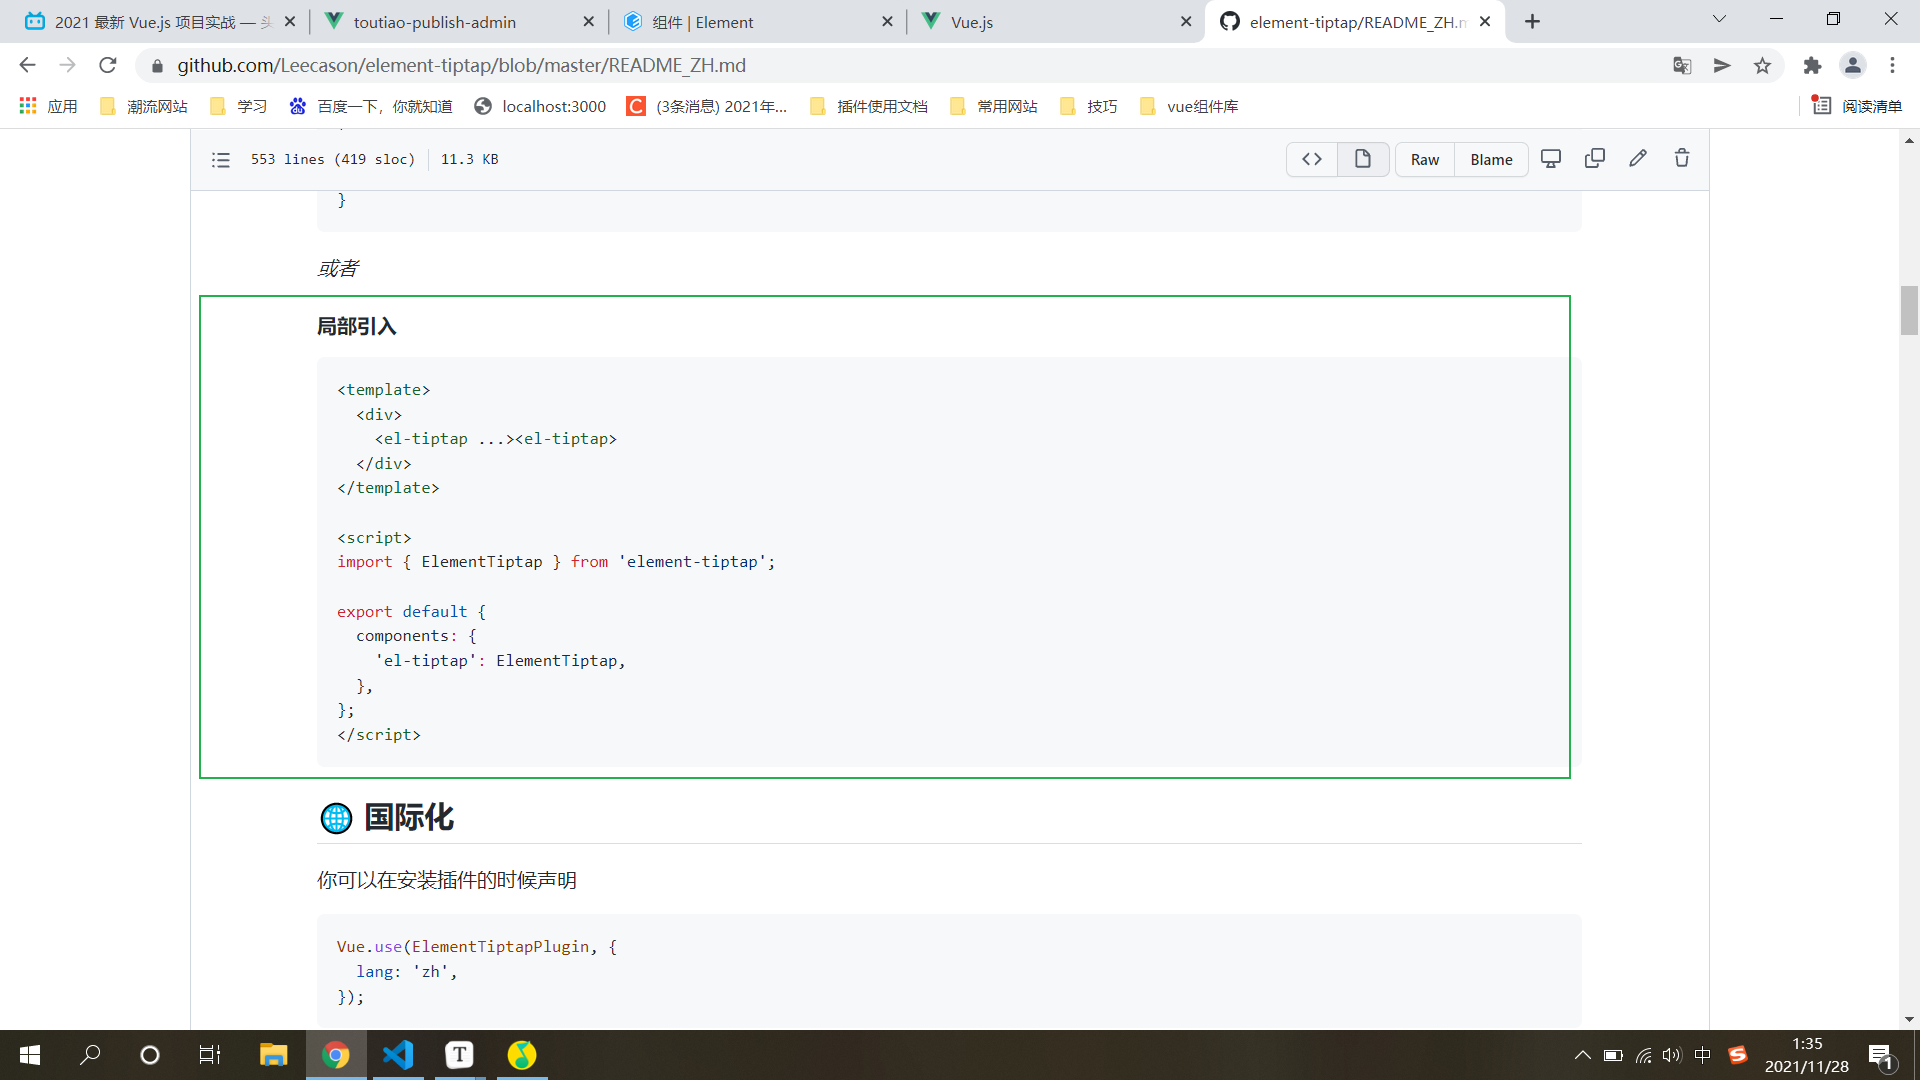 2021 最新 Vue.js 项目实战 — 头
toutiao-publish-admin
组件 | Element
Vue.js
element-tiptap/README_ZH.m
github.com/Leecason/element-tiptap/blob/master/README_ZH.md
应用
潮流网站
学习
百度一下，你就知道
localhost:3000
C
(3条消息) 2021年...
插件使用文档
常用网站
技巧
vue组件库
阅读清单
553 lines (419 sloc)
11.3 KB
Raw
Blame
}
或者
局部引入
<template>
  <div>
    <el-tiptap ...><el-tiptap>
  </div>
</template>
<script>
import { ElementTiptap } from 'element-tiptap';
export default {
  components: {
    'el-tiptap': ElementTiptap,
  },
};
</script>
国际化
你可以在安装插件的时候声明
Vue.use(ElementTiptapPlugin, {
  lang: 'zh',
});
T
中
S
1:35
2021/11/28
1